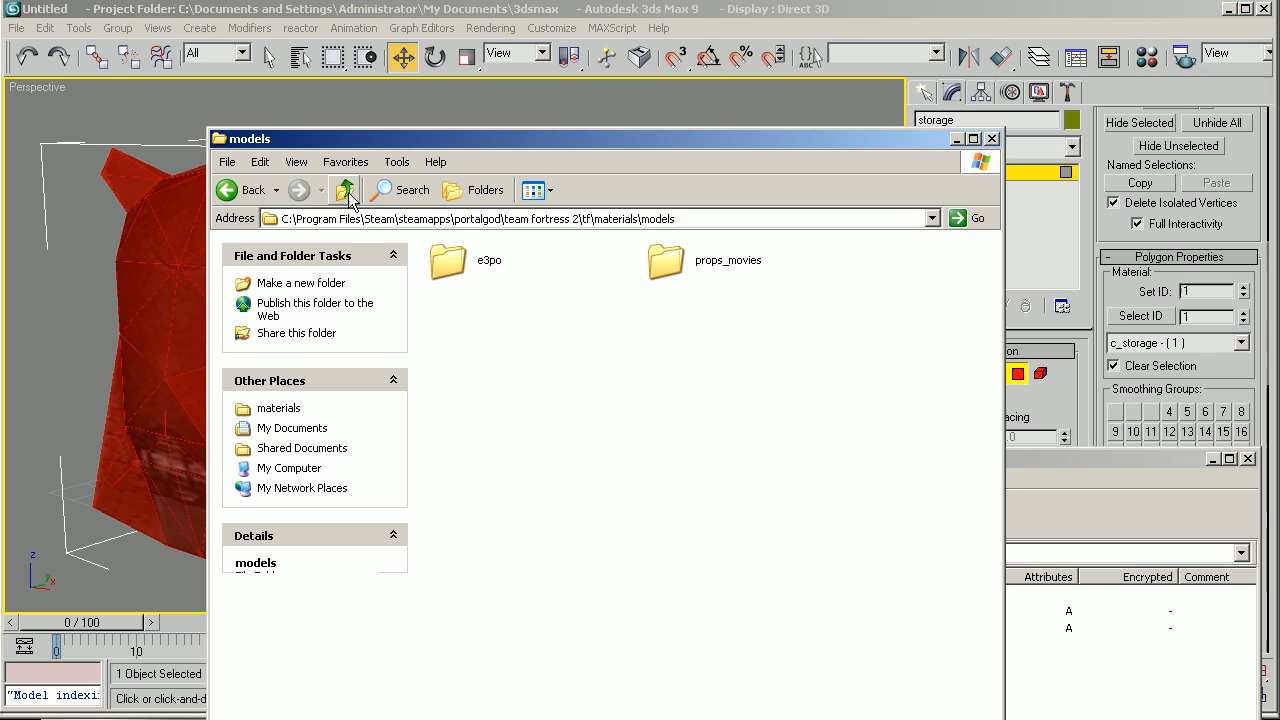 Untitled - Project Folder: C:\Documents and Settings\Administrator\My Documents\3dsmax - Autodesk 3ds Max 9 - Display : Direct 3D
File Edit Tools Group Views Create Modifiers reactor Animation Graph Editors Rendering Customize MAXScript Help
All View 3 % ABC View
Perspective
models
File Edit View Favorites Tools Help
Back Search Folders
Address C:\Program Files\Steam\steamapps\portalgod\team fortress 2\tf\materials\models Go
File and Folder Tasks
Make a new folder
Publish this folder to the
Web
Share this folder
Other Places
materials
My Documents
Shared Documents
My Computer
My Network Places
Details
models
e3po props_movies
storage
Hide Selected Unhide All
Hide Unselected
Named Selections:
Copy Paste
Delete Isolated Vertices
Full Interactivity
- Polygon Properties
Material:
Set ID: 1
Select ID 1
c_storage - ( 1 )
Clear Selection
Smoothing Groups:
4 5 6 7 8
9 10 11 12 13 14 15 16
Attributes Encrypted Comment
A -
A -
z
y
x
< 0 / 100 >
0 10
1 Object Selected
"Model indexi
Click or click-and-d